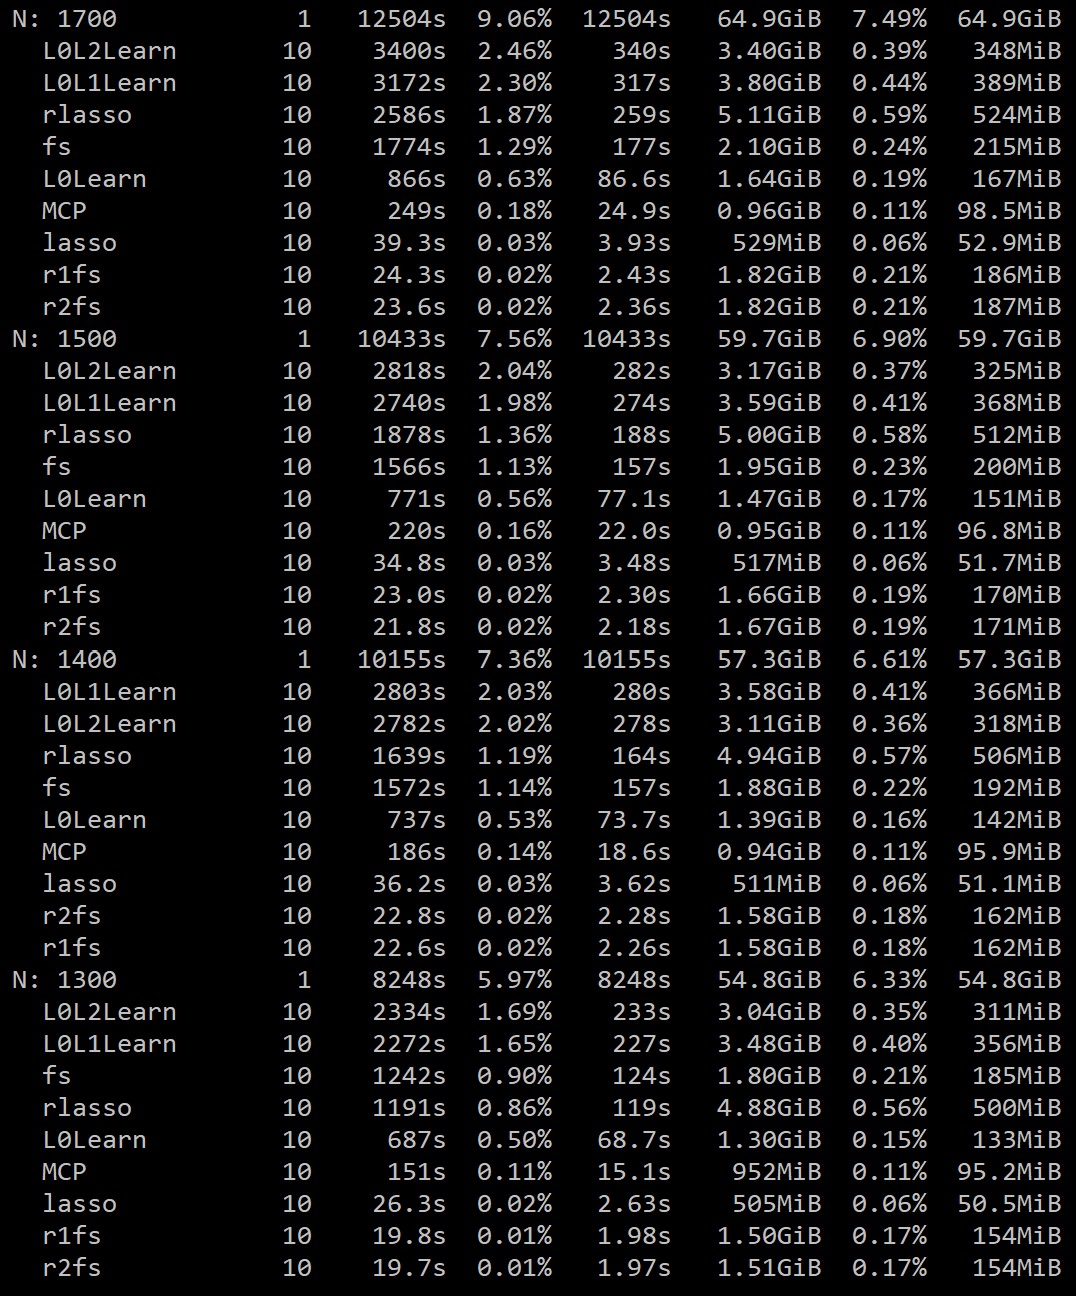 N: 1700 1 12504s 9.06% 12504s 64.9GiB 7.49% 64.9GiB
L0L2Learn 10 3400s 2.46% 340s 3.40GiB 0.39% 348MiB
L0L1Learn 10 3172s 2.30% 317s 3.80GiB 0.44% 389MiB
rlasso 10 2586s 1.87% 259s 5.11GiB 0.59% 524MiB
fs 10 1774s 1.29% 177s 2.10GiB 0.24% 215MiB
L0Learn 10 866s 0.63% 86.6s 1.64GiB 0.19% 167MiB
MCP 10 249s 0.18% 24.9s 0.96GiB 0.11% 98.5MiB
lasso 10 39.3s 0.03% 3.93s 529MiB 0.06% 52.9MiB
r1fs 10 24.3s 0.02% 2.43s 1.82GiB 0.21% 186MiB
r2fs 10 23.6s 0.02% 2.36s 1.82GiB 0.21% 187MiB
N: 1500 1 10433s 7.56% 10433s 59.7GiB 6.90% 59.7GiB
L0L2Learn 10 2818s 2.04% 282s 3.17GiB 0.37% 325MiB
L0L1Learn 10 2740s 1.98% 274s 3.59GiB 0.41% 368MiB
rlasso 10 1878s 1.36% 188s 5.00GiB 0.58% 512MiB
fs 10 1566s 1.13% 157s 1.95GiB 0.23% 200MiB
L0Learn 10 771s 0.56% 77.1s 1.47GiB 0.17% 151MiB
MCP 10 220s 0.16% 22.0s 0.95GiB 0.11% 96.8MiB
lasso 10 34.8s 0.03% 3.48s 517MiB 0.06% 51.7MiB
r1fs 10 23.0s 0.02% 2.30s 1.66GiB 0.19% 170MiB
r2fs 10 21.8s 0.02% 2.18s 1.67GiB 0.19% 171MiB
N: 1400 1 10155s 7.36% 10155s 57.3GiB 6.61% 57.3GiB
L0L1Learn 10 2803s 2.03% 280s 3.58GiB 0.41% 366MiB
L0L2Learn 10 2782s 2.02% 278s 3.11GiB 0.36% 318MiB
rlasso 10 1639s 1.19% 164s 4.94GiB 0.57% 506MiB
fs 10 1572s 1.14% 157s 1.88GiB 0.22% 192MiB
L0Learn 10 737s 0.53% 73.7s 1.39GiB 0.16% 142MiB
MCP 10 186s 0.14% 18.6s 0.94GiB 0.11% 95.9MiB
lasso 10 36.2s 0.03% 3.62s 511MiB 0.06% 51.1MiB
r2fs 10 22.8s 0.02% 2.28s 1.58GiB 0.18% 162MiB
r1fs 10 22.6s 0.02% 2.26s 1.58GiB 0.18% 162MiB
N: 1300 1 8248s 5.97% 8248s 54.8GiB 6.33% 54.8GiB
L0L2Learn 10 2334s 1.69% 233s 3.04GiB 0.35% 311MiB
L0L1Learn 10 2272s 1.65% 227s 3.48GiB 0.40% 356MiB
fs 10 1242s 0.90% 124s 1.80GiB 0.21% 185MiB
rlasso 10 1191s 0.86% 119s 4.88GiB 0.56% 500MiB
L0Learn 10 687s 0.50% 68.7s 1.30GiB 0.15% 133MiB
MCP 10 151s 0.11% 15.1s 952MiB 0.11% 95.2MiB
lasso 10 26.3s 0.02% 2.63s 505MiB 0.06% 50.5MiB
r1fs 10 19.8s 0.01% 1.98s 1.50GiB 0.17% 154MiB
r2fs 10 19.7s 0.01% 1.97s 1.51GiB 0.17% 154MiB